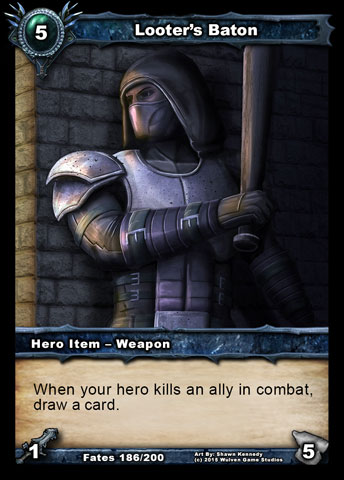 5
Looter's Baton
Hero Item – Weapon
When your hero kills an ally in combat,
draw a card.
1
Fates 186/200
Art By: Shawn Kennedy
(c) 2015 Wulven Game Studios
5